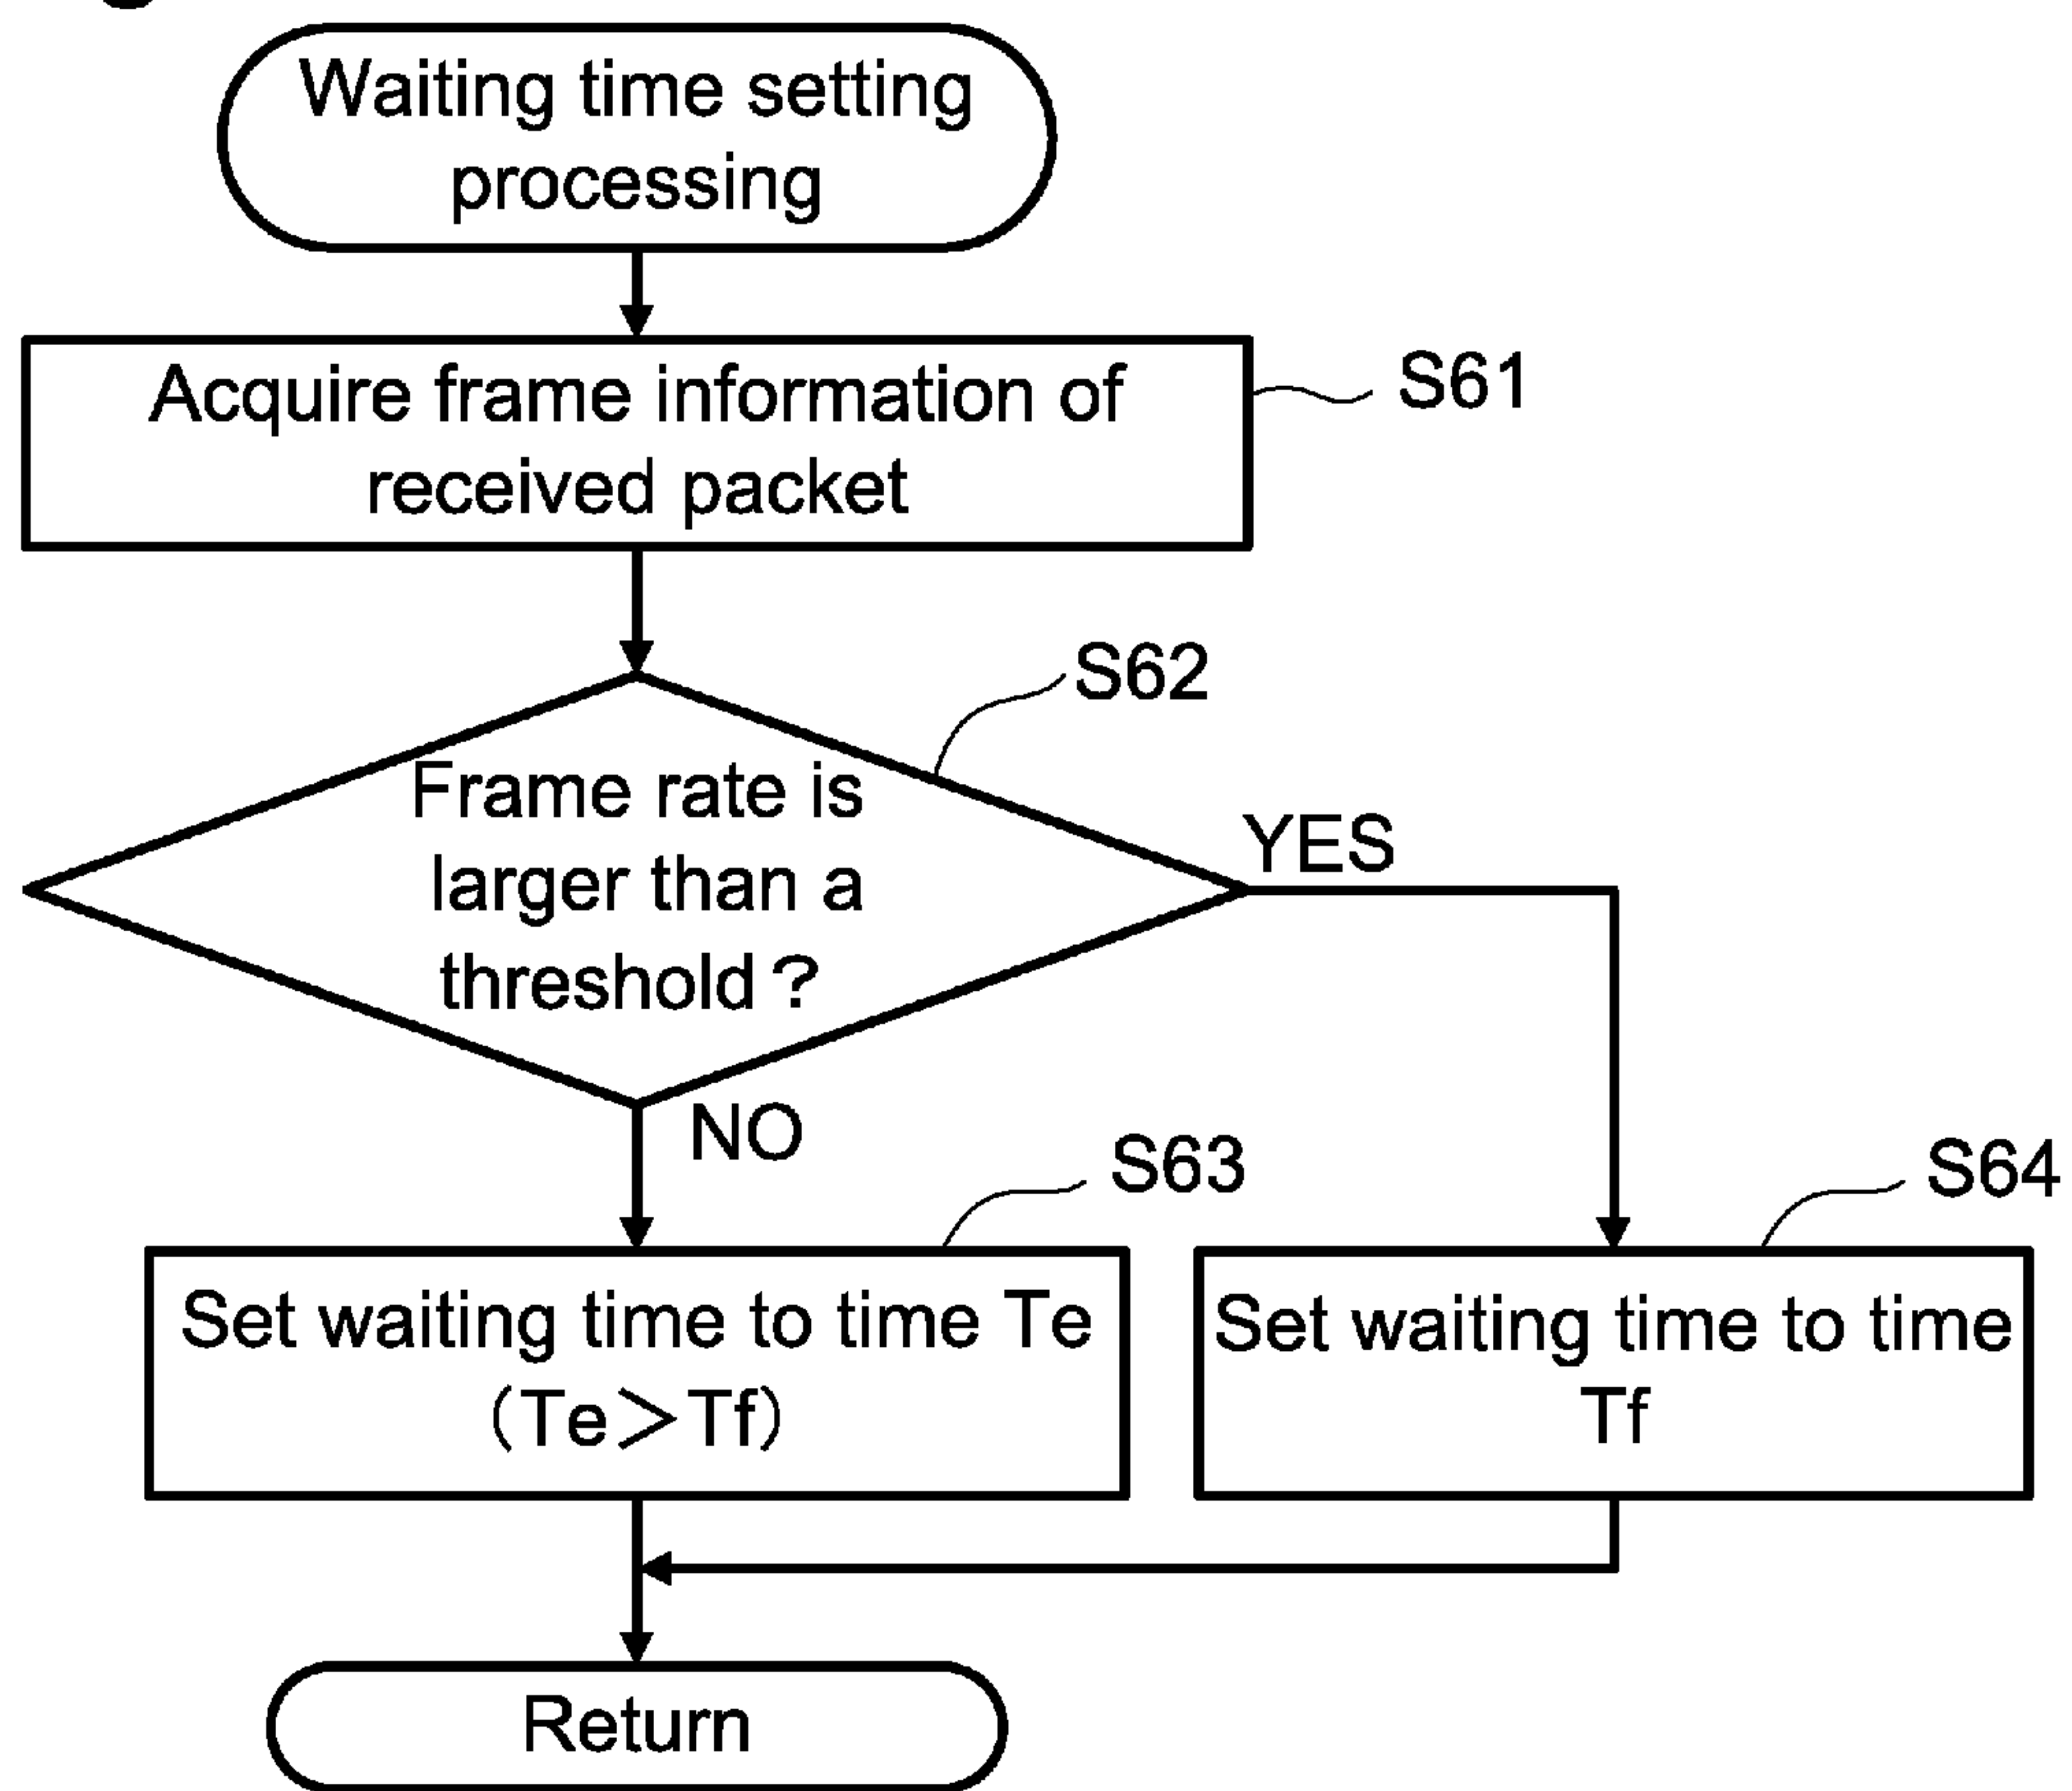 Waiting time setting
processing
Acquire frame information of
received packet
S61
S62
Frame rate is
larger than a
threshold?
YES
NO
S63
S64
Set waiting time to time Te
(Te>Tf)
Set waiting time to time
Tf
Return